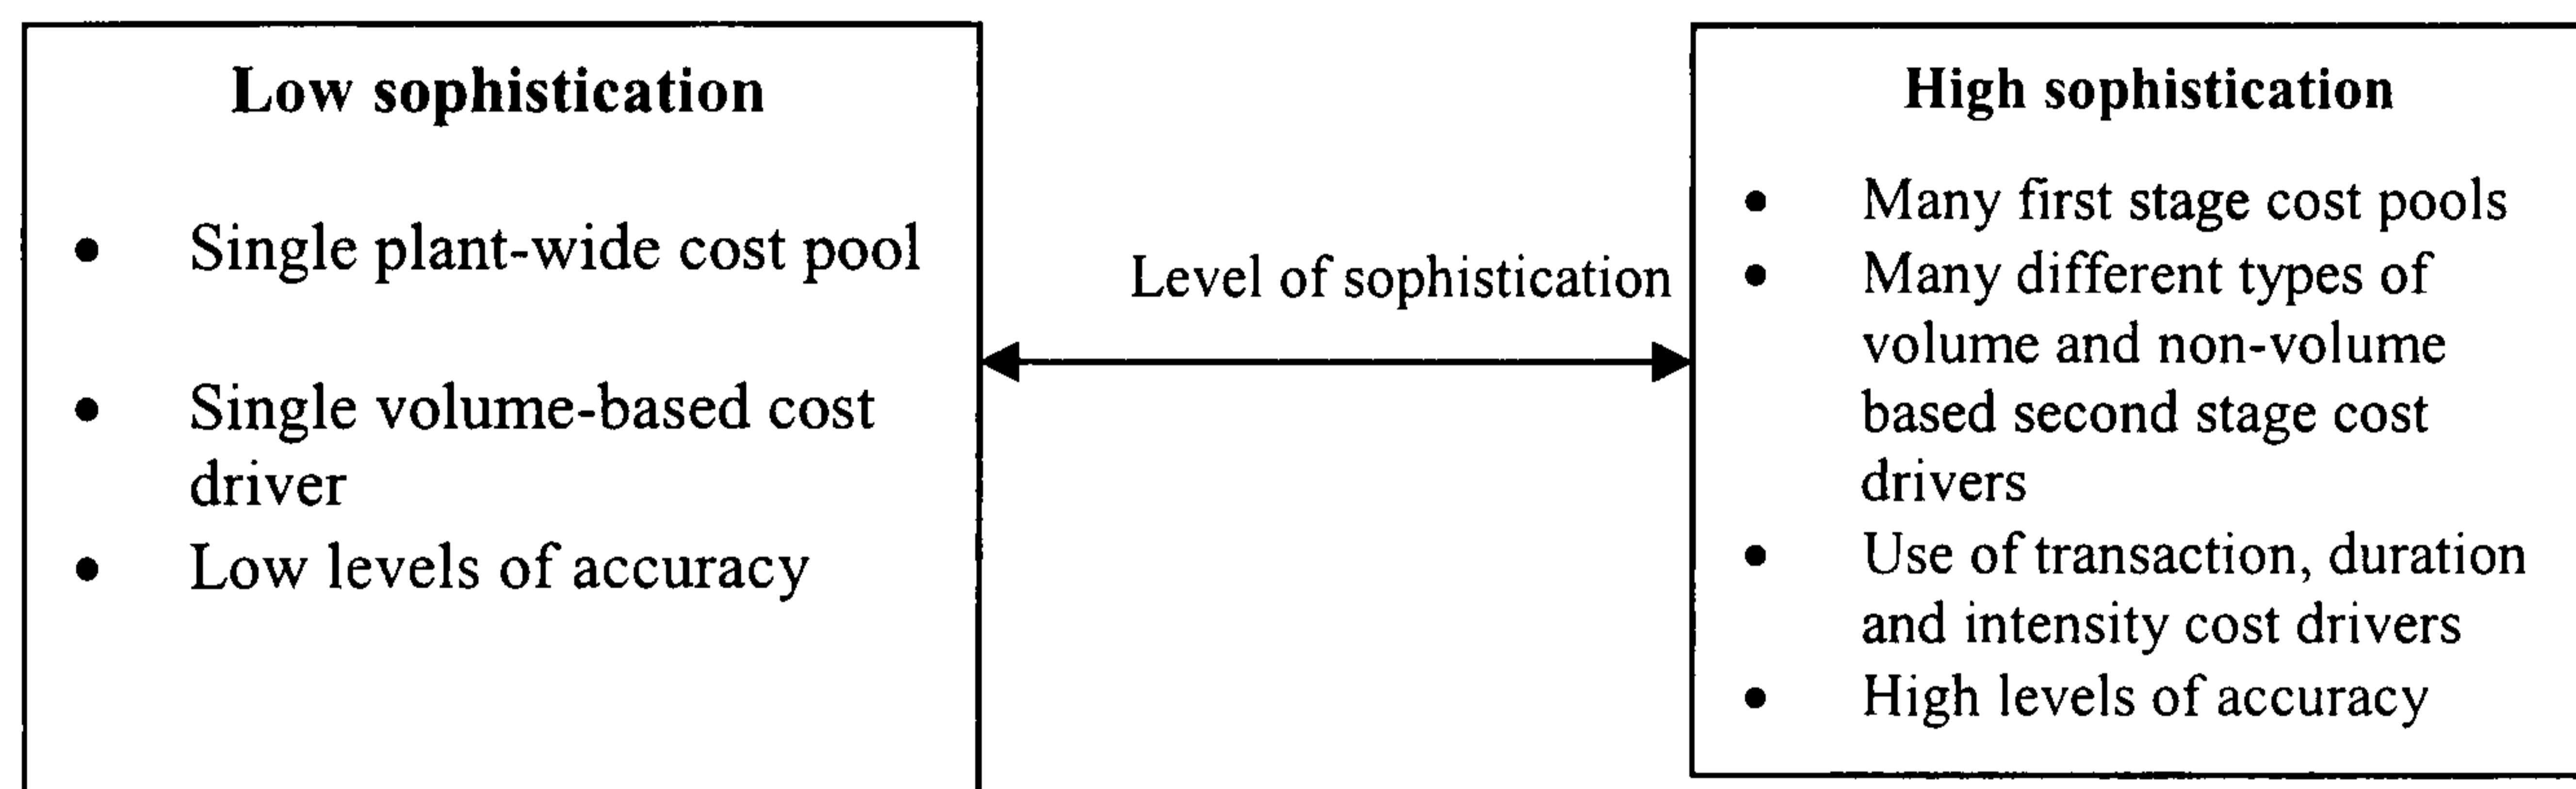 Low sophistication
• Single plant-wide cost pool
• Single volume-based cost
driver
• Low levels of accuracy
Level of sophistication
High sophistication
• Many first stage cost pools
• Many different types of
volume and non-volume
based second stage cost
drivers
• Use of transaction, duration
and intensity cost drivers
• High levels of accuracy